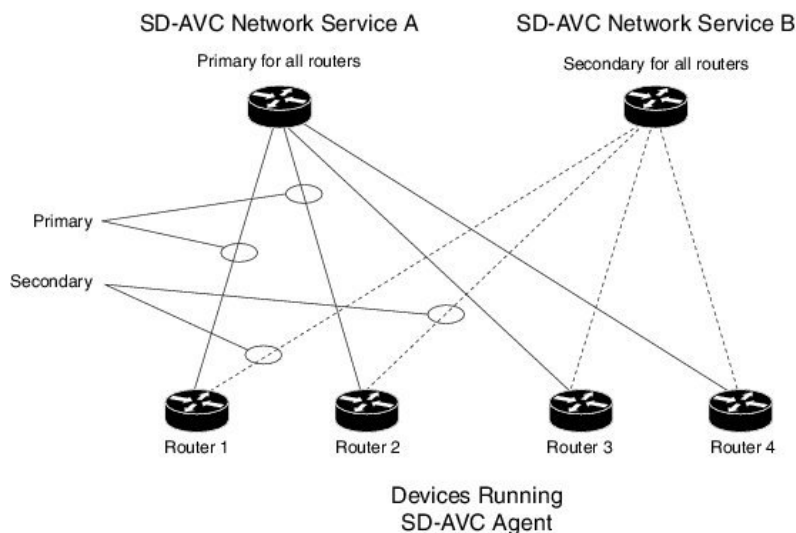 SD-AVC Network Service A
SD-AVC Network Service B
Primary for all routers
Secondary for all routers
Primary
Secondary
Router 1
Router 2
Router 3
Router 4
Devices Running
SD-AVC Agent